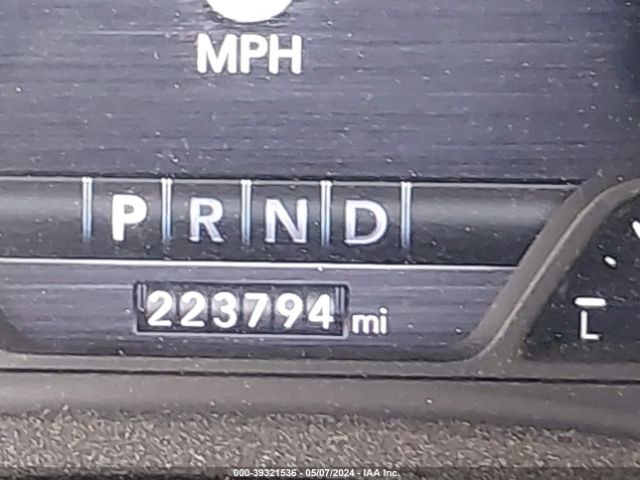 MPH
P R N D
223794 mi
L
000-39321536 - 05/07/2024 - IAA Inc.